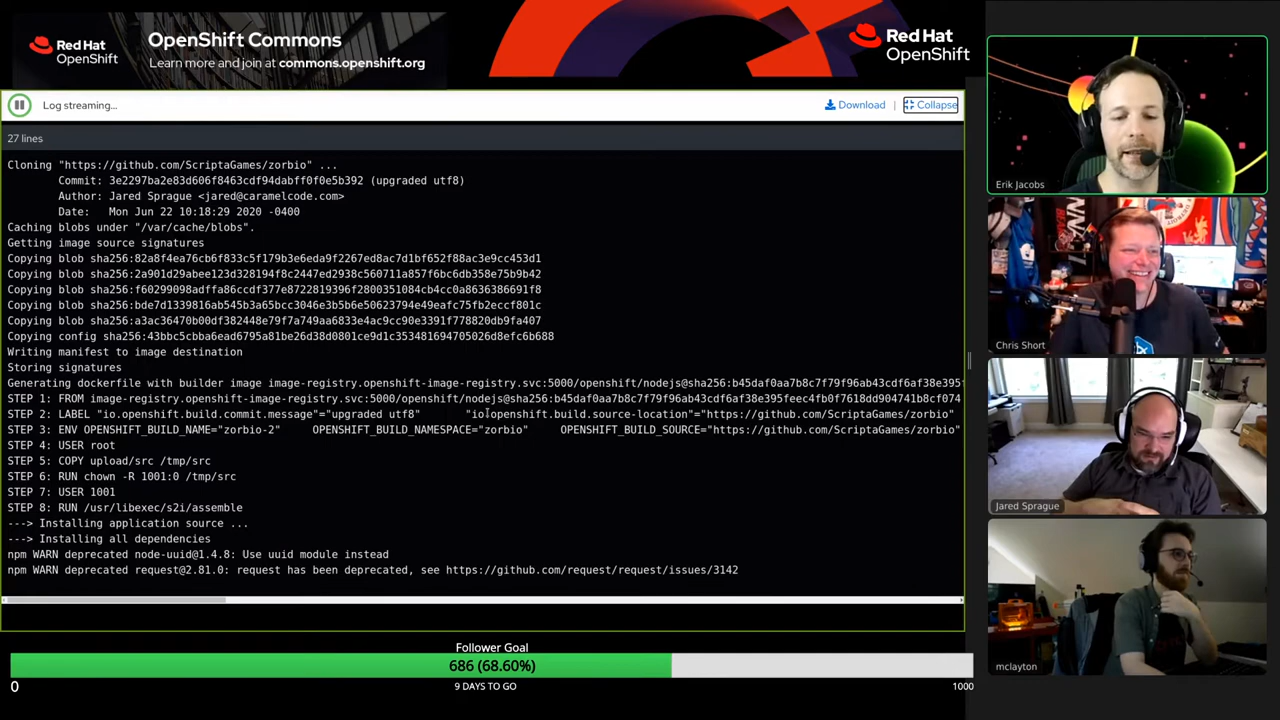 Red Hat
OpenShift
OpenShift Commons
Learn more and join at commons.openshift.org
Red Hat
OpenShift
Log streaming...
Download | Collapse
27 lines
Cloning "https://github.com/ScriptaGames/zorbio" ...
Commit: 3e2297ba2e83d606f8463cdf94dabff0f0e5b392 (upgraded utf8)
Author: Jared Sprague <jared@caramelcode.com>
Date: Mon Jun 22 10:18:29 2020 -0400
Caching blobs under "/var/cache/blobs".
Getting image source signatures
Copying blob sha256:82a8f4ea76cb6f833c5f179b3e6eda9f2267ed8ac7d1bf652f88ac3e9cc453d1
Copying blob sha256:2a901d29abee123d328194f8c2447ed2938c560711a857f6bc6db358e75b9b42
Copying blob sha256:f60299098adffa86ccdf377e8722819396f2800351084cb4cc0a8636386691f8
Copying blob sha256:bde7d1339816ab545b3a65bcc3046e3b5b6e50623794e49eafc75fb2eccf801c
Copying blob sha256:a3ac36470b00df382448e79f7a749aa6833e4ac9cc90e3391f778820db9fa407
Copying config sha256:43bbc5cbba6ead6795a81be26d38d0801ce9d1c353481694705026d8efc6b688
Writing manifest to image destination
Storing signatures
Generating dockerfile with builder image image-registry.openshift-image-registry.svc:5000/openshift/nodejs@sha256:b45daf0aa7b8c7f79f96ab43cdf6af38e395f
STEP 1: FROM image-registry.openshift-image-registry.svc:5000/openshift/nodejs@sha256:b45daf0aa7b8c7f79f96ab43cdf6af38e395feec4fb0f7618dd904741b8cf074
STEP 2: LABEL "io.openshift.build.commit.message"="upgraded utf8" "io.openshift.build.source-location"="https://github.com/ScriptaGames/zorbio"
STEP 3: ENV OPENSHIFT_BUILD_NAME="zorbio-2" OPENSHIFT_BUILD_NAMESPACE="zorbio" OPENSHIFT_BUILD_SOURCE="https://github.com/ScriptaGames/zorbio"
STEP 4: USER root
STEP 5: COPY upload/src /tmp/src
STEP 6: RUN chown -R 1001:0 /tmp/src
STEP 7: USER 1001
STEP 8: RUN /usr/libexec/s2i/assemble
---> Installing application source ...
---> Installing all dependencies
npm WARN deprecated node-uuid@1.4.8: Use uuid module instead
npm WARN deprecated request@2.81.0: request has been deprecated, see https://github.com/request/request/issues/3142
Follower Goal
686 (68.60%)
0
9 DAYS TO GO
1000
Erik Jacobs
Chris Short
Jared Sprague
mclayton